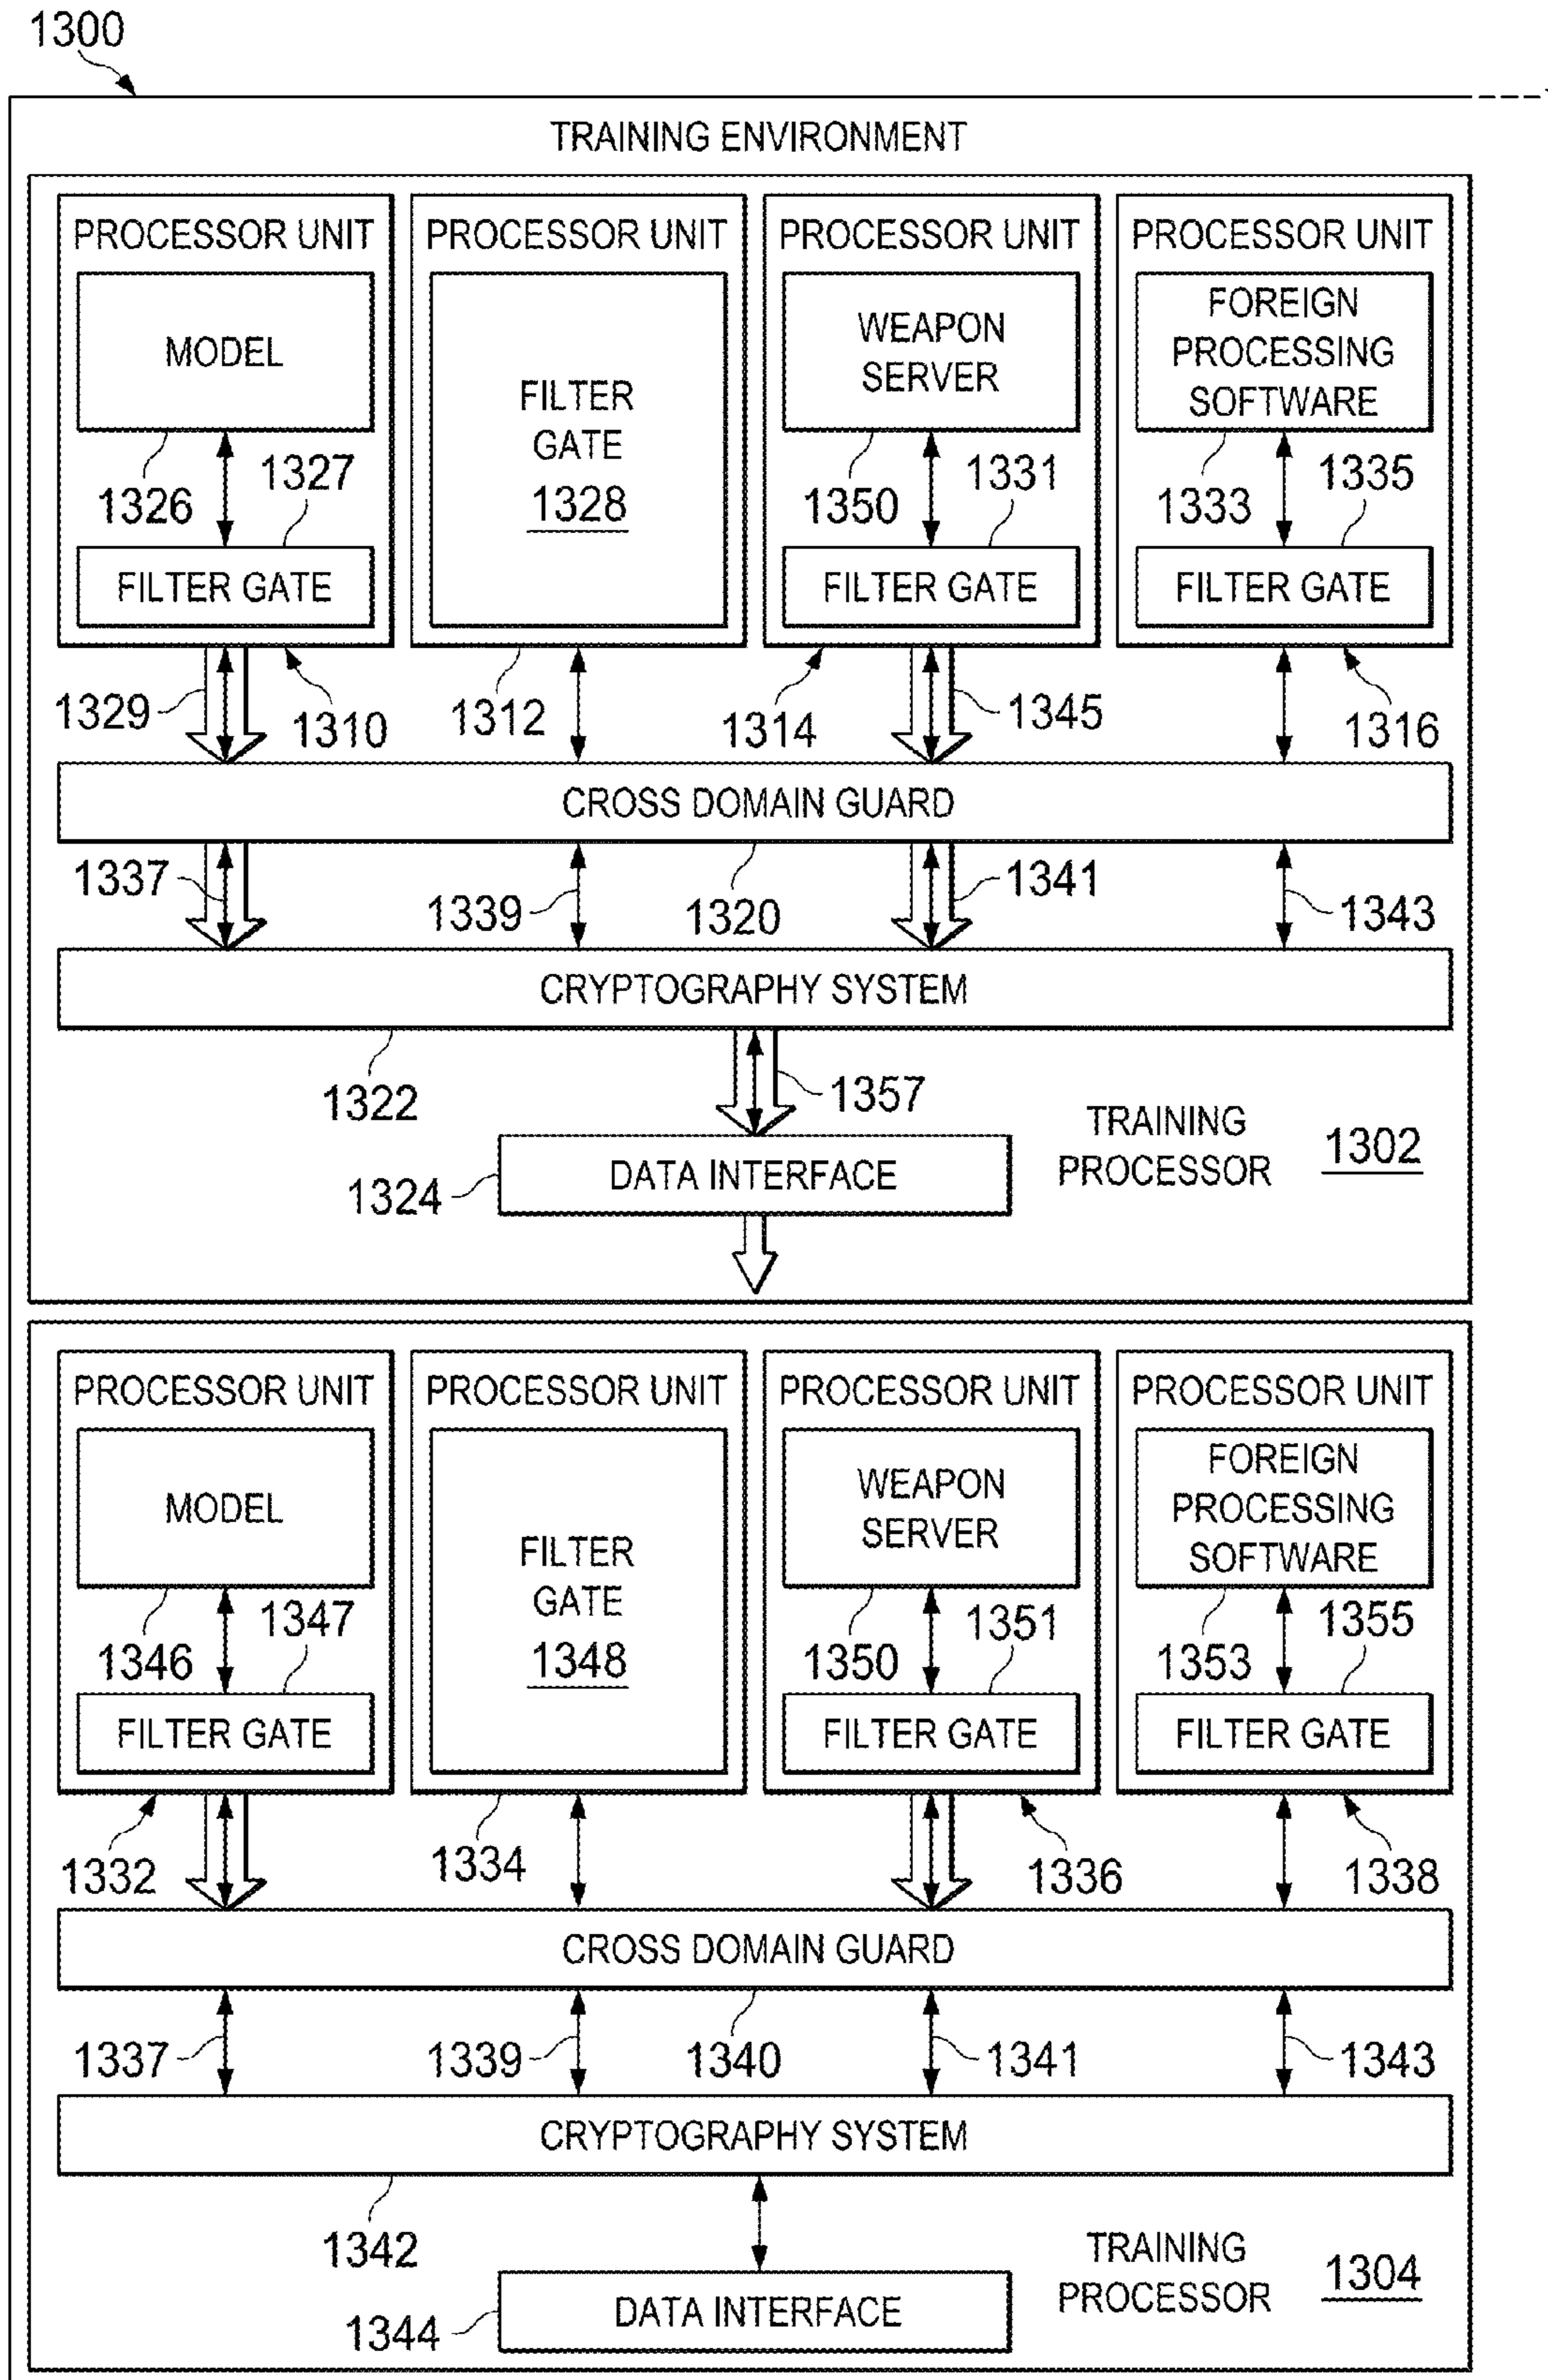 1300
TRAINING ENVIRONMENT
PROCESSOR UNIT
MODEL
1326
1327
FILTER GATE
PROCESSOR UNIT
FILTER
GATE
1328
PROCESSOR UNIT
WEAPON
SERVER
1350
1331
FILTER GATE
PROCESSOR UNIT
FOREIGN
PROCESSING
SOFTWARE
1333
1335
FILTER GATE
1329
1310
1312
1314
1345
1316
CROSS DOMAIN GUARD
1337
1339
1320
1341
1343
CRYPTOGRAPHY SYSTEM
1322
1357
DATA INTERFACE
1324
TRAINING
PROCESSOR
1302
PROCESSOR UNIT
MODEL
1346
1347
FILTER GATE
PROCESSOR UNIT
FILTER
GATE
1348
PROCESSOR UNIT
WEAPON
SERVER
1350
1351
FILTER GATE
PROCESSOR UNIT
FOREIGN
PROCESSING
SOFTWARE
1353
1355
FILTER GATE
1332
1334
1336
1338
CROSS DOMAIN GUARD
1337
1339
1340
1341
1343
CRYPTOGRAPHY SYSTEM
1342
DATA INTERFACE
1344
TRAINING
PROCESSOR
1304